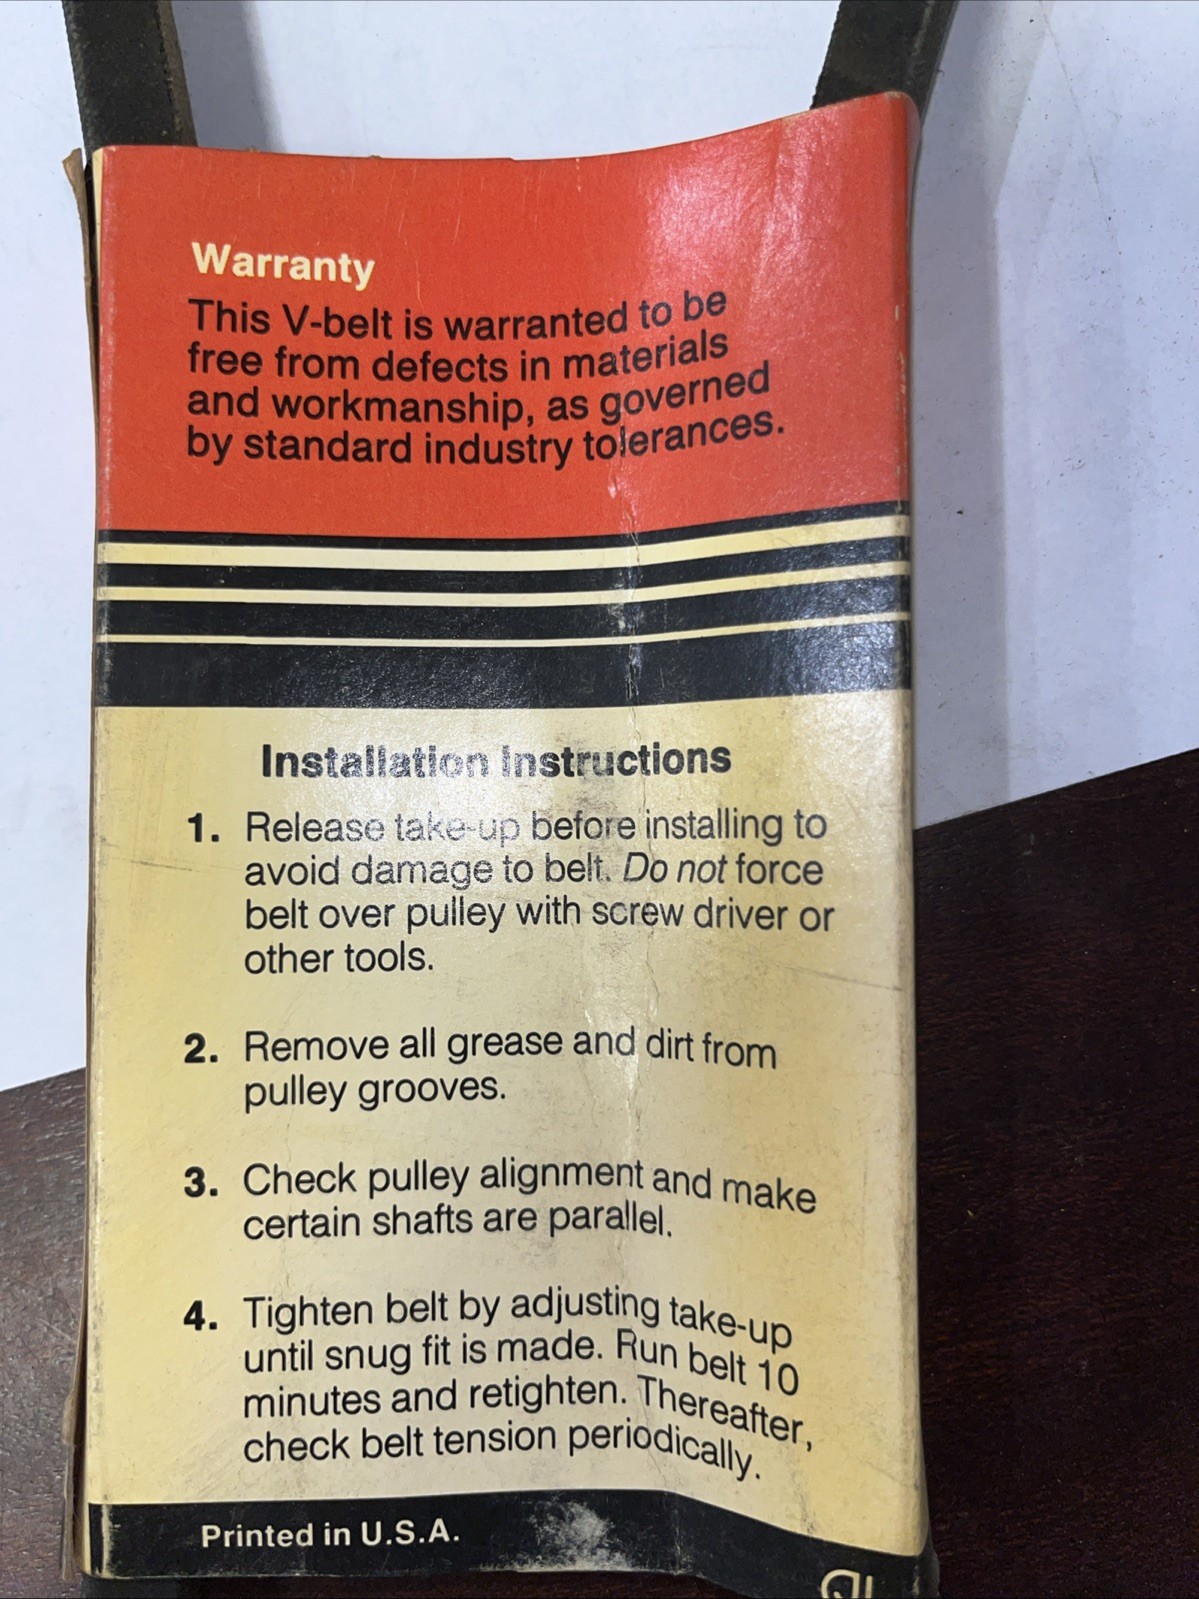 Warranty
This V-belt is warranted to be
free from defects in materials
and workmanship, as governed
by standard industry tolerances.
Installation Instructions
1. Release take-up before installing to
avoid damage to belt. Do not force
belt over pulley with screw driver or
other tools.
2. Remove all grease and dirt from
pulley grooves.
3. Check pulley alignment and make
certain shafts are parallel.
4. Tighten belt by adjusting take-up
until snug fit is made. Run belt 10
minutes and retighten. Thereafter,
check belt tension periodically.
Printed in U.S.A.